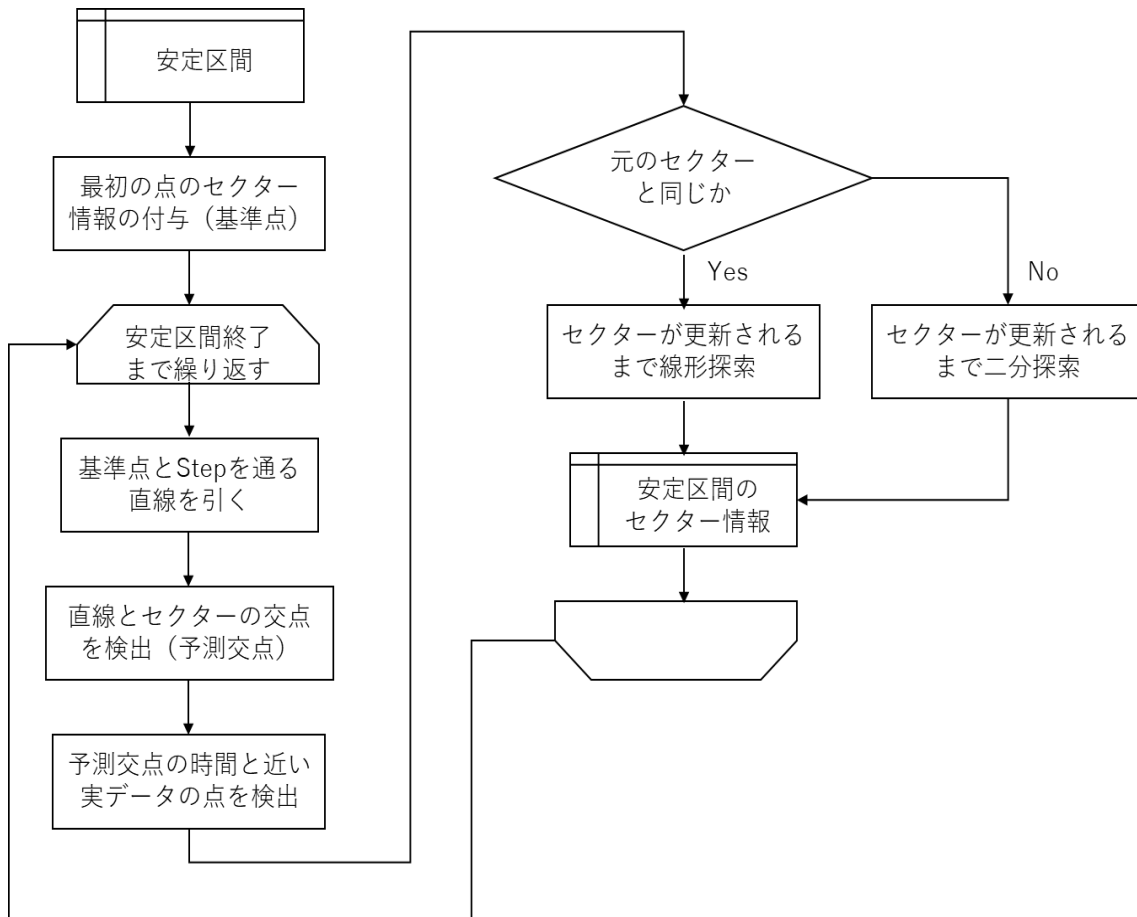 安定区間
最初の点のセクター
情報の付与（基準点）
安定区間終了
まで繰り返す
基準点とStepを通る
直線を引く
直線とセクターの交点
を検出（予測交点）
予測交点の時間と近い
実データの点を検出
元のセクター
と同じか
Yes
No
セクターが更新される
まで線形探索
セクターが更新される
まで二分探索
安定区間の
セクター情報